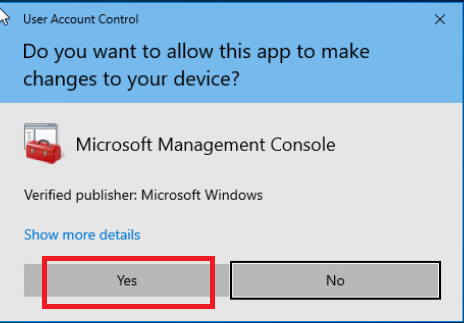 User Account Control
Do you want to allow this app to make
changes to your device?
Microsoft Management Console
Verified publisher: Microsoft Windows
Show more details
Yes
No